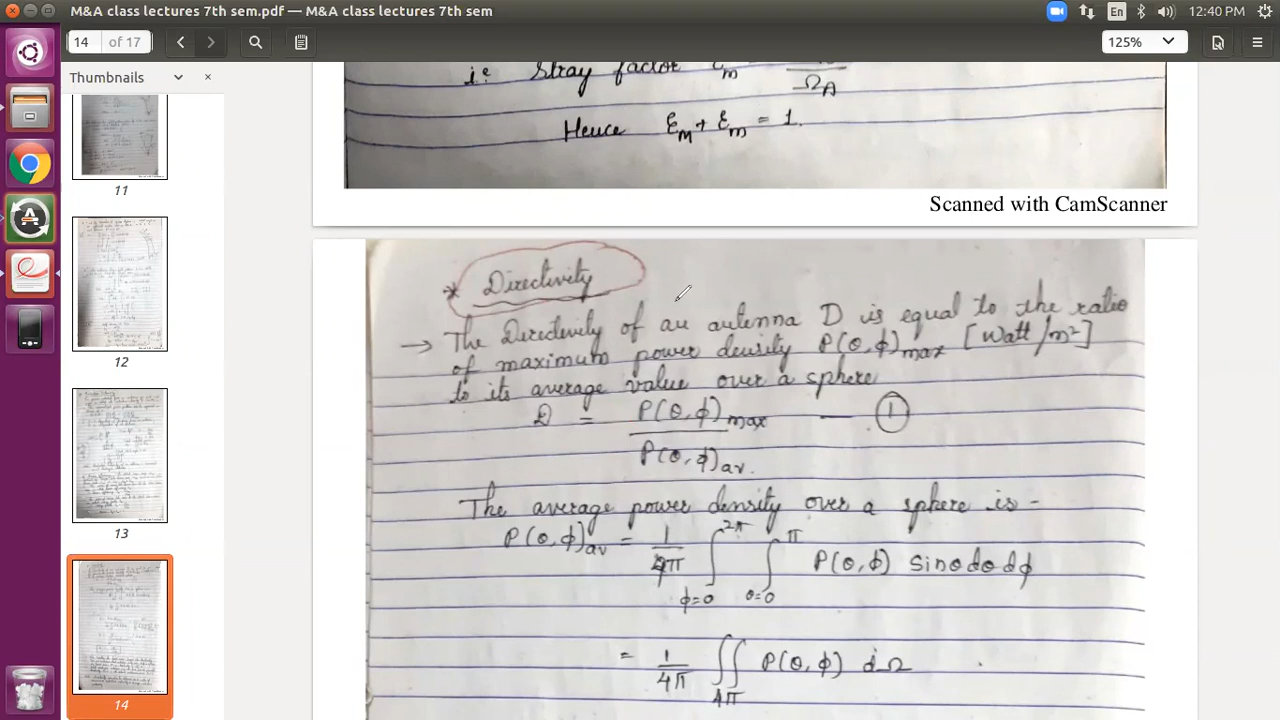 M&A class lectures 7th sem.pdf — M&A class lectures 7th sem
En
12:40 PM
14 of 17
125%
Thumbnails
11
12
13
14
i.e. Stray factor
Ω_A
Hence ε_m + ε_m = 1.
Scanned with CamScanner
* Directivity
→ The Directivity of an antenna D is equal to the ratio
of maximum power density P(θ,ϕ)max [Watt/m²]
to its average value over a sphere
D = P(θ,ϕ)max / P(θ,ϕ)av. — ①
The average power density over a sphere is -
P(θ,ϕ)av = 1/4π ∫ϕ=0^2π ∫θ=0^π P(θ,ϕ) sinθ dθ dϕ
= 1/4π ∬4π P(θ,ϕ) dΩ